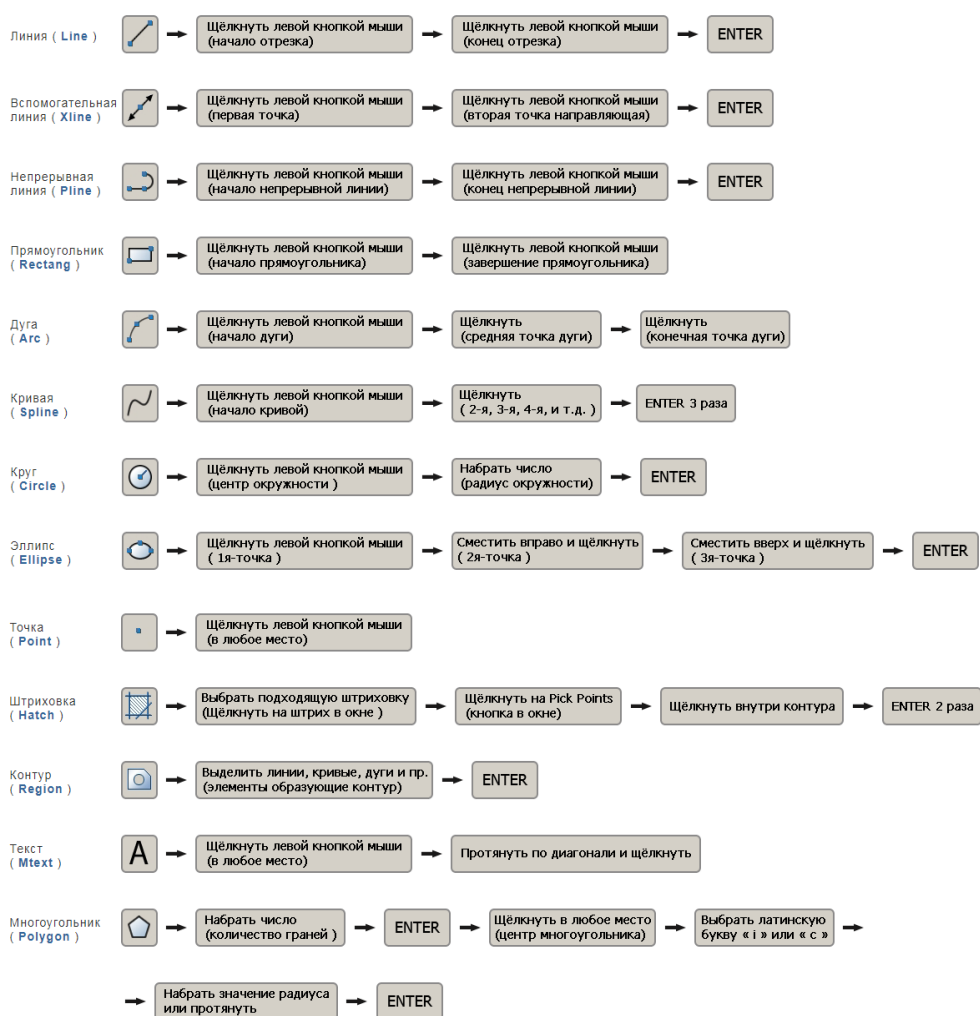 Линия ( Line )
Щёлкнуть левой кнопкой мыши
(начало отрезка)
Щёлкнуть левой кнопкой мыши
(конец отрезка)
ENTER
Вспомогательная
линия ( Xline )
Щёлкнуть левой кнопкой мыши
(первая точка)
Щёлкнуть левой кнопкой мыши
(вторая точка направляющая)
ENTER
Непрерывная
линия ( Pline )
Щёлкнуть левой кнопкой мыши
(начало непрерывной линии)
Щёлкнуть левой кнопкой мыши
(конец непрерывной линии)
ENTER
Прямоугольник
( Rectang )
Щёлкнуть левой кнопкой мыши
(начало прямоугольника)
Щёлкнуть левой кнопкой мыши
(завершение прямоугольника)
Дуга
( Arc )
Щёлкнуть левой кнопкой мыши
(начало дуги)
Щёлкнуть
(средняя точка дуги)
Щёлкнуть
(конечная точка дуги)
Кривая
( Spline )
Щёлкнуть левой кнопкой мыши
(начало кривой)
Щёлкнуть
( 2-я, 3-я, 4-я, и т.д. )
ENTER 3 раза
Круг
( Circle )
Щёлкнуть левой кнопкой мыши
(центр окружности )
Набрать число
(радиус окружности)
ENTER
Эллипс
( Ellipse )
Щёлкнуть левой кнопкой мыши
( 1я-точка )
Сместить вправо и щёлкнуть
( 2я-точка )
Сместить вверх и щёлкнуть
( 3я-точка )
ENTER
Точка
( Point )
Щёлкнуть левой кнопкой мыши
(в любое место)
Штриховка
( Hatch )
Выбрать подходящую штриховку
(Щёлкнуть на штрих в окне )
Щёлкнуть на Pick Points
(кнопка в окне)
Щёлкнуть внутри контура
ENTER 2 раза
Контур
( Region )
Выделить линии, кривые, дуги и пр.
(элементы образующие контур)
ENTER
Текст
( Mtext )
A
Щёлкнуть левой кнопкой мыши
(в любое место)
Протянуть по диагонали и щёлкнуть
Многоугольник
( Polygon )
Набрать число
(количество граней )
ENTER
Щёлкнуть в любое место
(центр многоугольника)
Выбрать латинскую
букву « i » или « c »
Набрать значение радиуса
или протянуть
ENTER